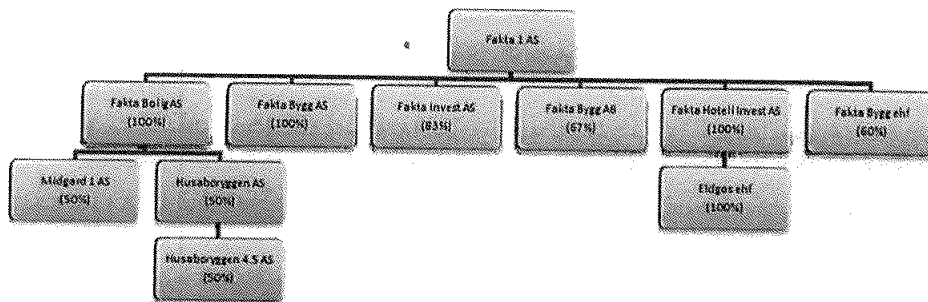 Fakta 1 AS
Fakta Bolig AS
(100%)
Fakta Bygg AS
(100%)
Fakta Invest AS
(83%)
Fakta Bygg AB
(67%)
Fakta Hotell Invest AS
(100%)
Fakta Bygg ehf
(60%)
Midgard 1 AS
(50%)
Husabøryggen AS
(50%)
Eldgos ehf
(100%)
Husabøryggen 4.5 AS
(50%)